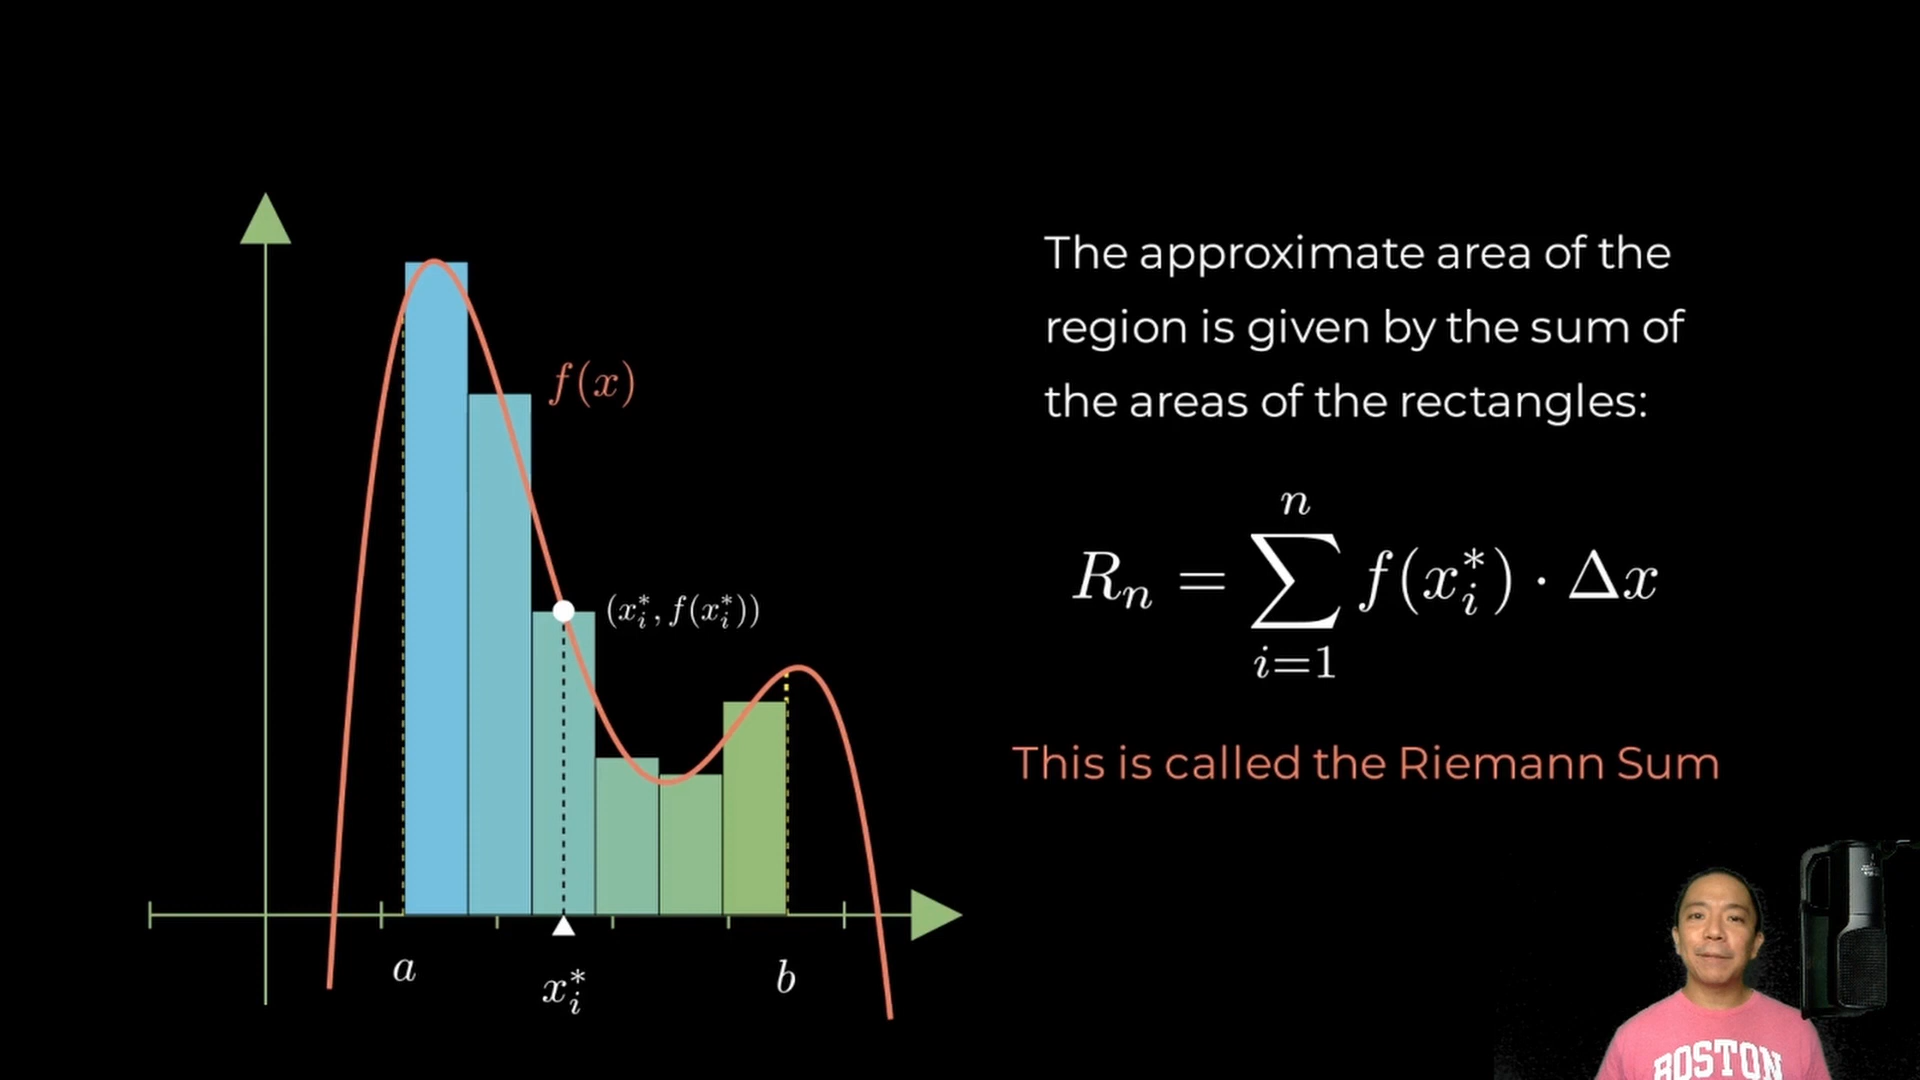 f(x)
(x_i^*, f(x_i^*))
a
x_i^*
b
The approximate area of the
region is given by the sum of
the areas of the rectangles:
R_n = \sum_{i=1}^{n} f(x_i^*) · Δx
This is called the Riemann Sum
BOSTON